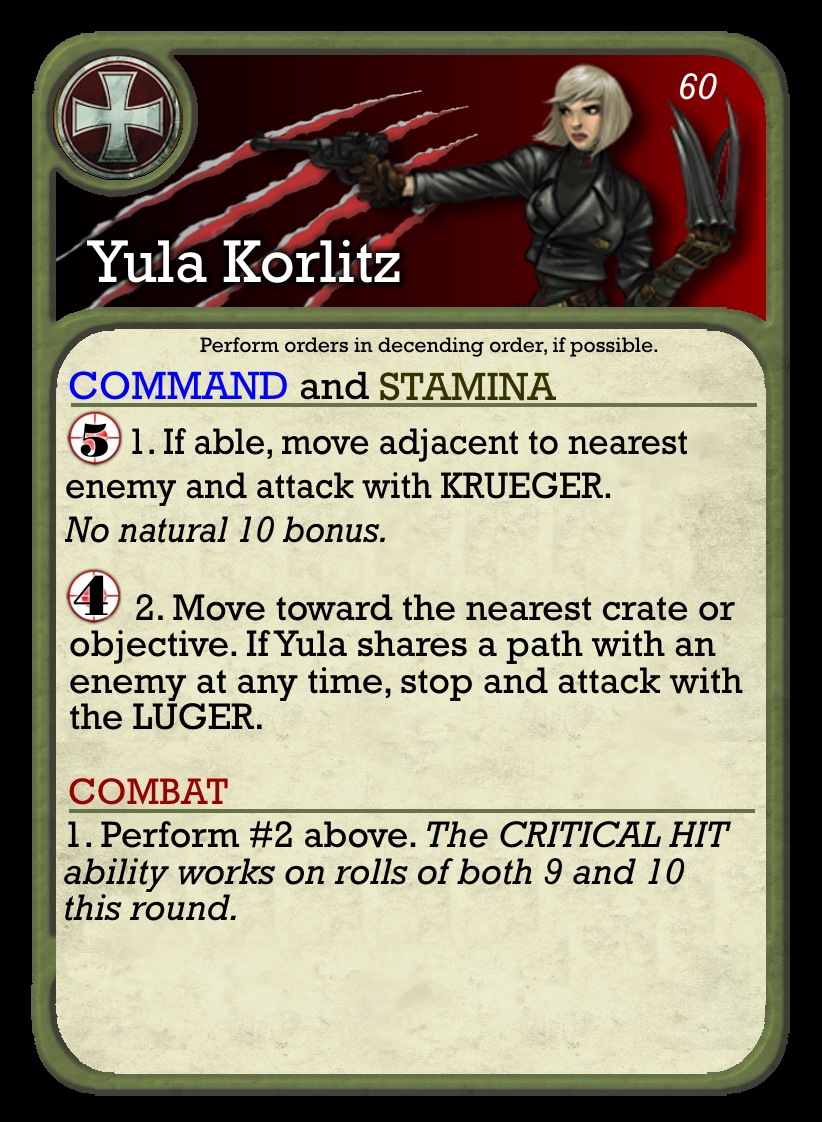 60
Yula Korlitz
Perform orders in decending order, if possible.
COMMAND and STAMINA
5 1. If able, move adjacent to nearest
enemy and attack with KRUEGER.
No natural 10 bonus.
4 2. Move toward the nearest crate or
objective. If Yula shares a path with an
enemy at any time, stop and attack with
the LUGER.
COMBAT
1. Perform #2 above. The CRITICAL HIT
ability works on rolls of both 9 and 10
this round.